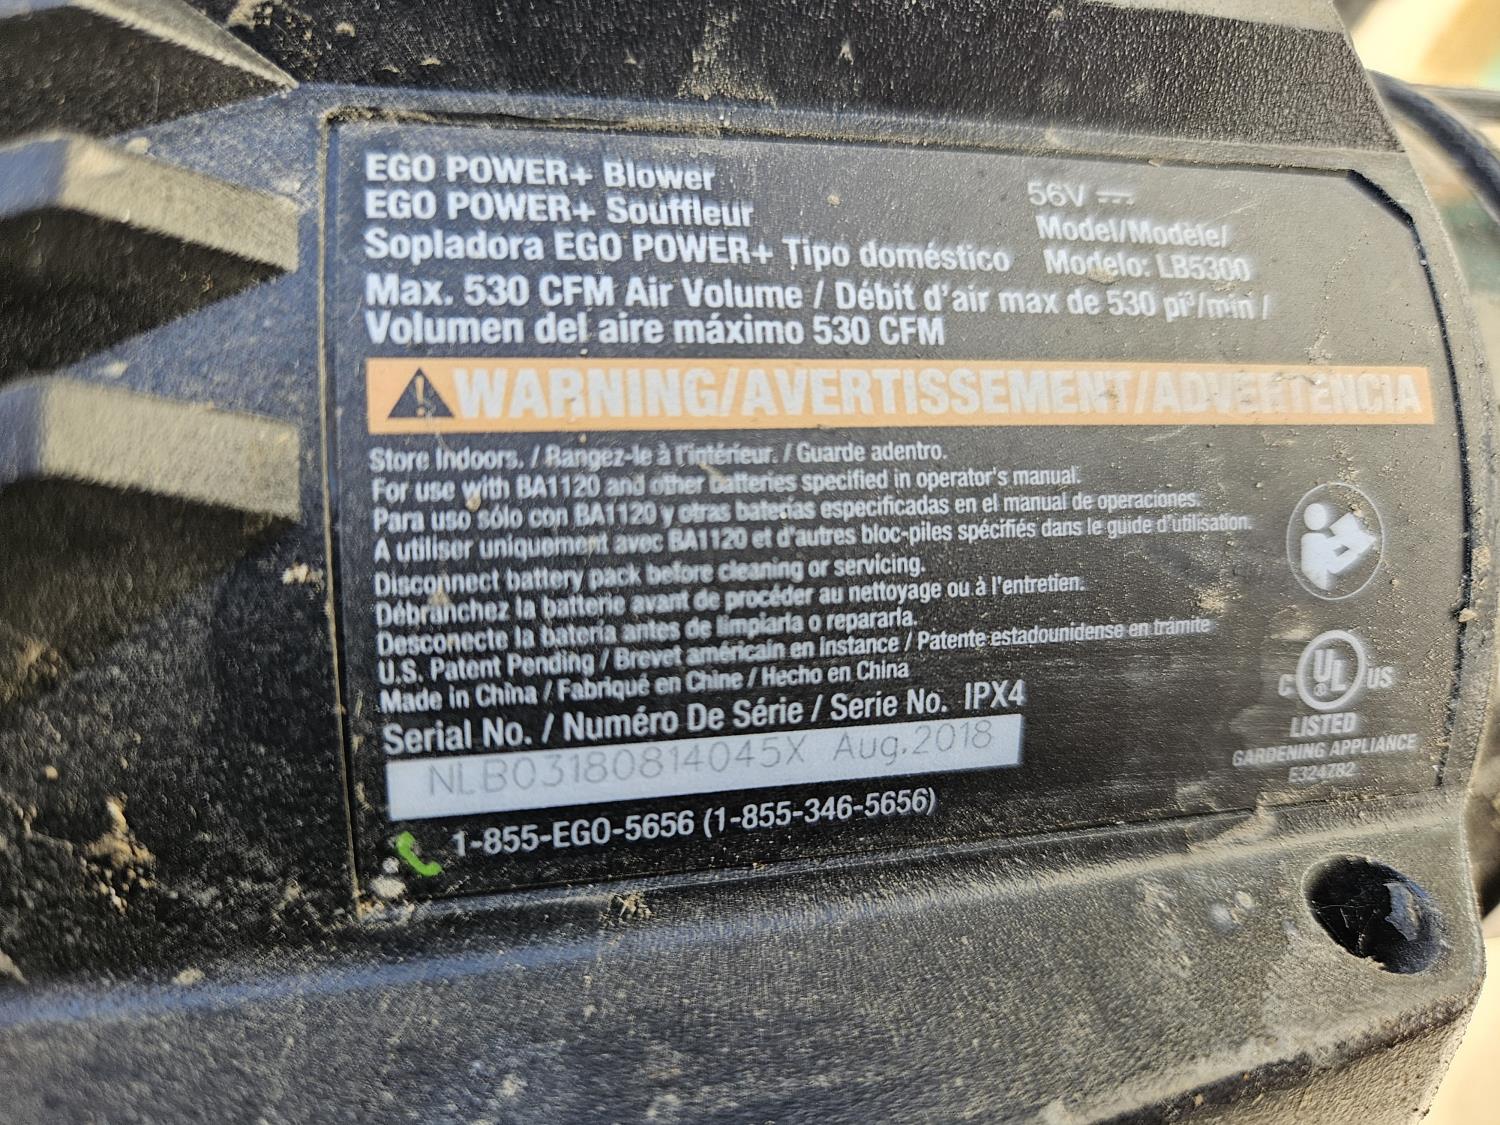 EGO POWER+ Blower
EGO POWER+ Souffleur
Sopladora EGO POWER+ Tipo doméstico
56V
Model/Modèle/
Modelo: LB5300
Max. 530 CFM Air Volume / Débit d'air max de 530 pi³/min /
Volumen del aire máximo 530 CFM
WARNING/AVERTISSEMENT/ADVERTENCIA
Store Indoors. / Rangez-le à l'intérieur. / Guarde adentro.
For use with BA1120 and other batteries specified in operator's manual.
Para uso sólo con BA1120 y otras baterías especificadas en el manual de operaciones.
A utiliser uniquement avec BA1120 et d'autres bloc-piles spécifiés dans le guide d'utilisation.
Disconnect battery pack before cleaning or servicing.
Débranchez la batterie avant de procéder au nettoyage ou à l'entretien.
Desconecte la batería antes de limpiarla o repararla.
U.S. Patent Pending / Brevet américain en instance / Patente estadounidense en trámite
Made in China / Fabriqué en Chine / Hecho en China
Serial No. / Numéro De Série / Serie No. IPX4
NLB03180814045X Aug.2018
1-855-EGO-5656 (1-855-346-5656)
C UL US
®
LISTED
GARDENING APPLIANCE
E324782